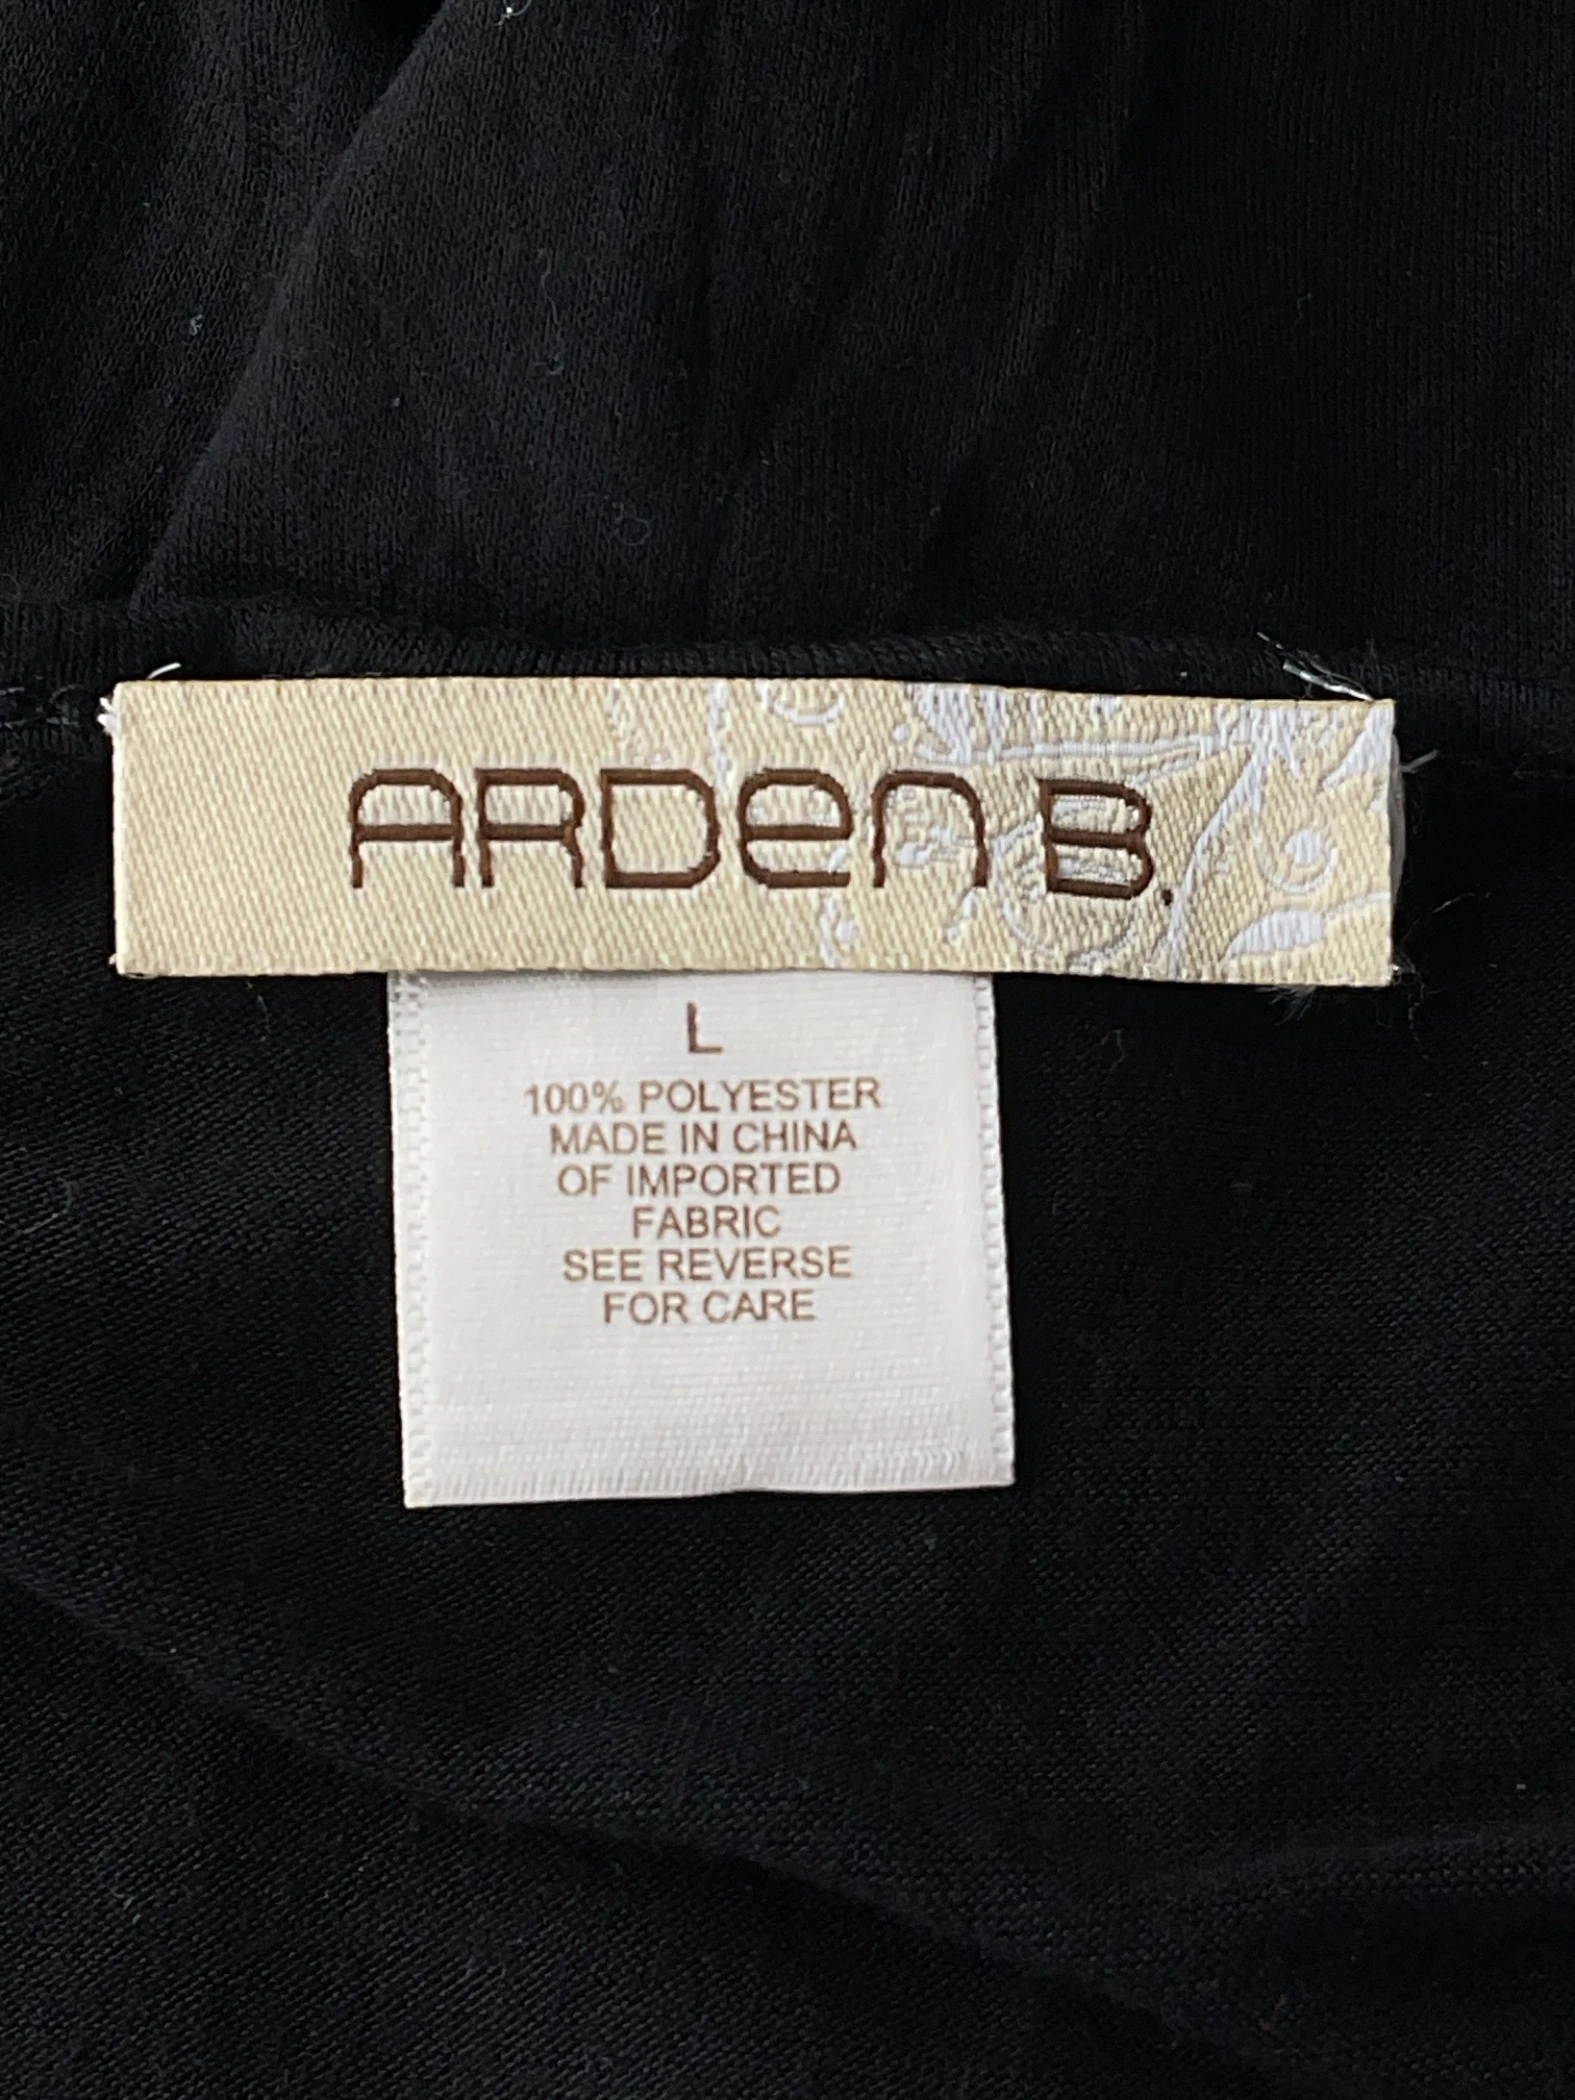 ARDen B.
L
100% POLYESTER
MADE IN CHINA
OF IMPORTED
FABRIC
SEE REVERSE
FOR CARE